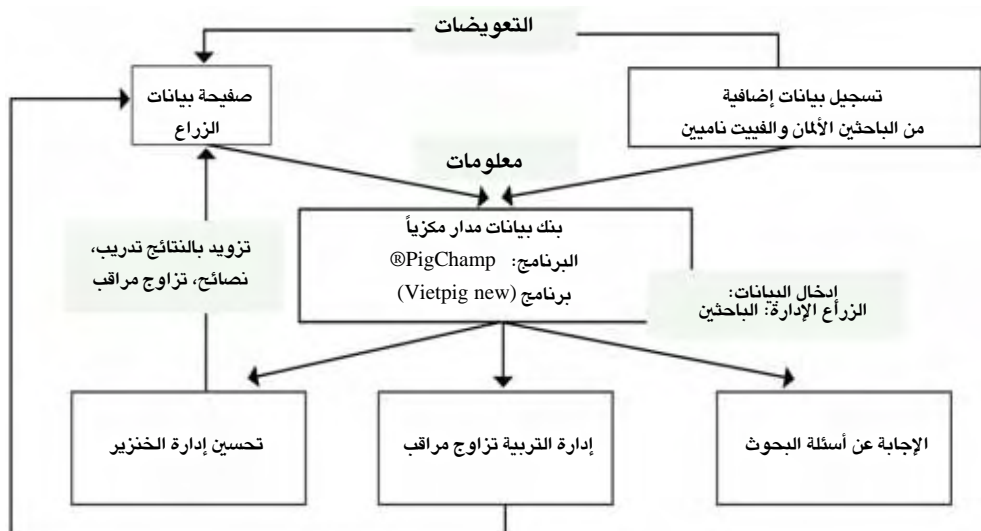 التعويضات
تسجيل بيانات إضافية
من الباحثين الألمان والفييت ناميين
صفيحة بيانات
الزراع
معلومات
بنك بيانات مدار مكزياً
البرنامج: PigChamp®
برنامج (Vietpig new)
تزويد بالنتائج تدريب،
نصائح، تزاوج مراقب
إدخال البيانات:
الزراع الإدارة: الباحثين
تحسين إدارة الخنزير
إدارة التربية تزاوج مراقب
الإجابة عن أسئلة البحوث